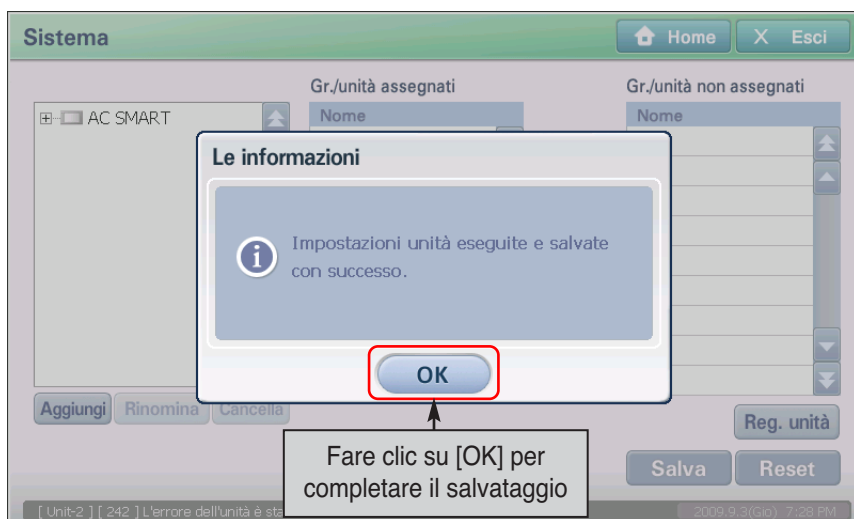 Sistema
Home
X Esci
Gr./unità assegnati
Gr./unità non assegnati
AC SMART
Nome
Nome
Le informazioni
Impostazioni unità eseguite e salvate
con successo.
OK
Aggiungi
Rinomina
Cancella
Reg. unità
Fare clic su [OK] per
completare il salvataggio
Salva
Reset
[ Unit-2 ] [ 242 ] L'errore dell'unità è sta
2009.9.3(Gio) 7:28 PM